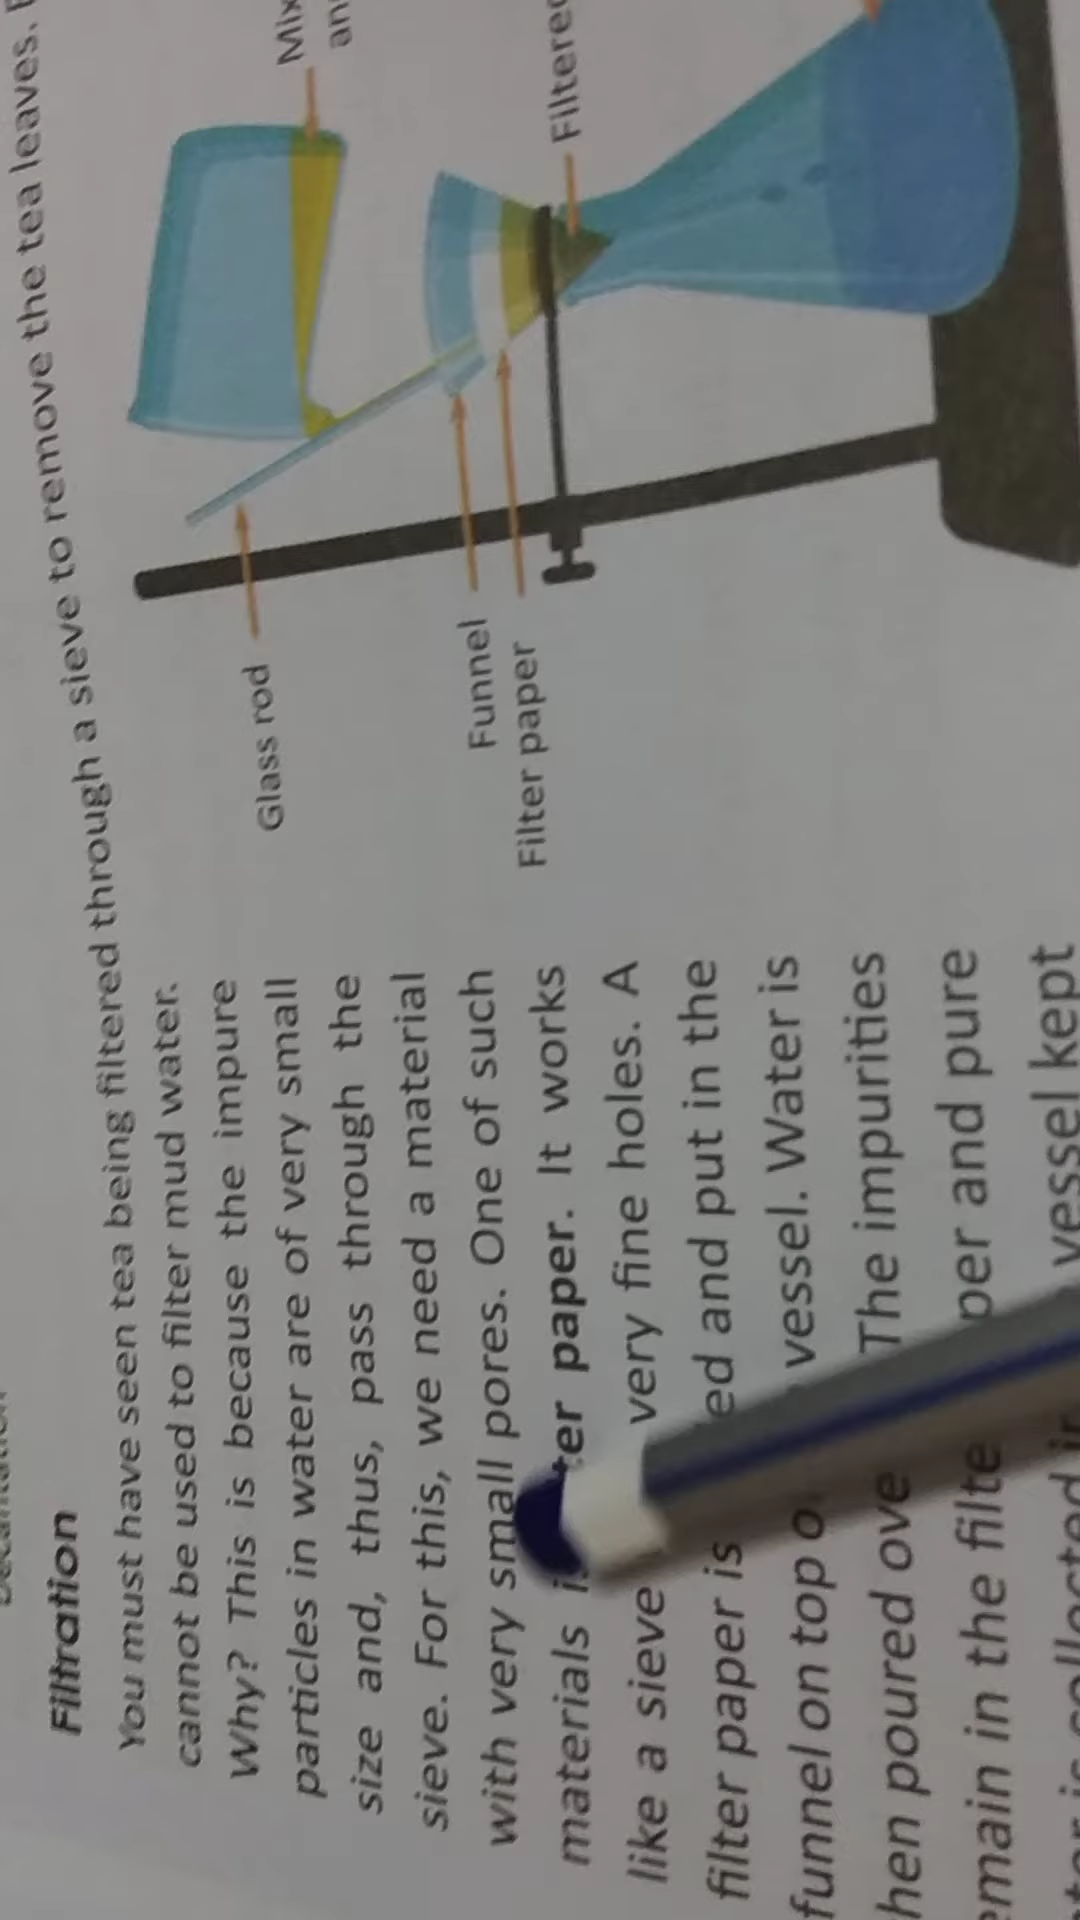 Filtration
You must have seen tea being filtered through a sieve to remove the tea leaves.
cannot be used to filter mud water.
Why? This is because the impure
particles in water are of very small
size and, thus, pass through the
sieve. For this, we need a material
with very small pores. One of such
materials ter paper. It works
like a sieve very fine holes. A
filter paper is ed and put in the
funnel on top o vessel. Water is
hen poured ove The impurities
emain in the filte per and pure
vessel kept
Glass rod
Funnel
Filter paper
Mix
an
Filtere